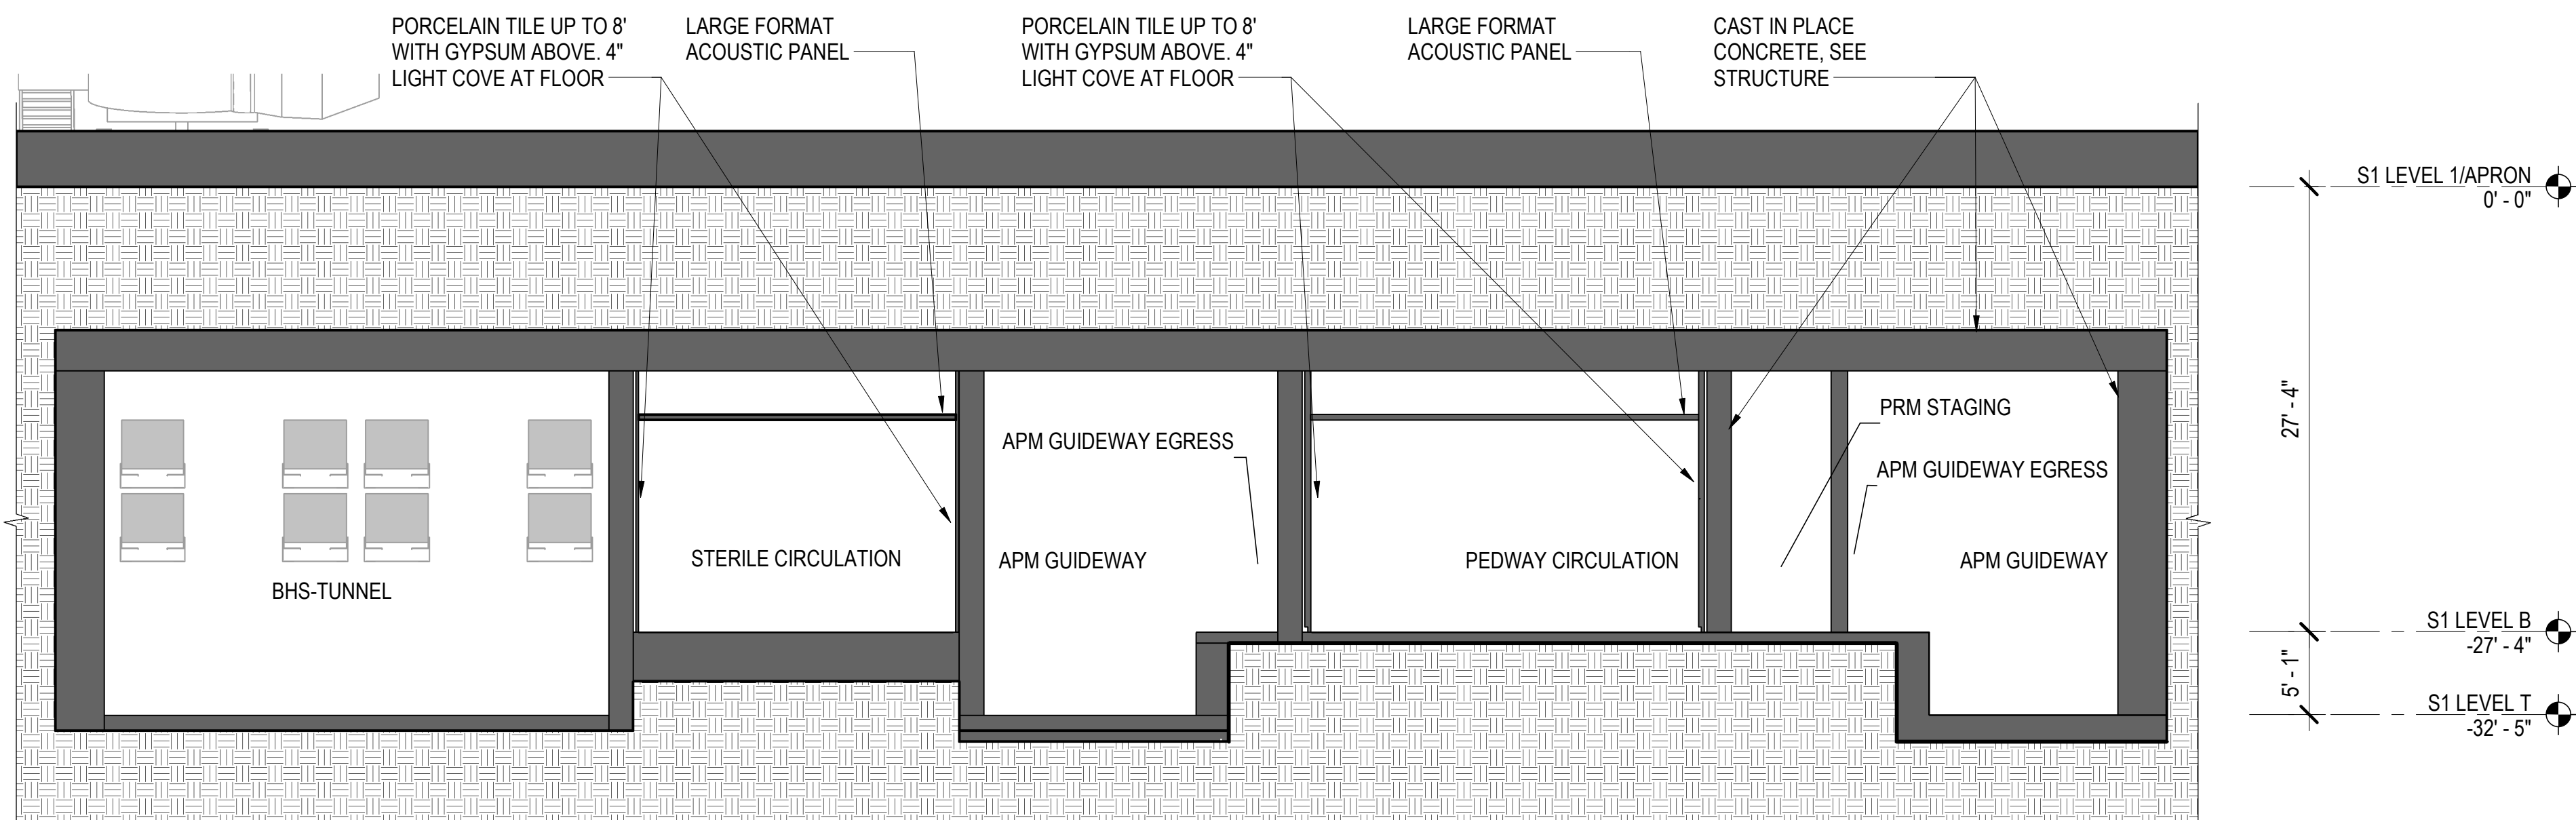 PORCELAIN TILE UP TO 8'
WITH GYPSUM ABOVE. 4"
LIGHT COVE AT FLOOR
LARGE FORMAT
ACOUSTIC PANEL
PORCELAIN TILE UP TO 8'
WITH GYPSUM ABOVE. 4"
LIGHT COVE AT FLOOR
LARGE FORMAT
ACOUSTIC PANEL
CAST IN PLACE
CONCRETE, SEE
STRUCTURE
S1 LEVEL 1/APRON
0' - 0"
27' - 4"
PRM STAGING
APM GUIDEWAY EGRESS
APM GUIDEWAY EGRESS
STERILE CIRCULATION
APM GUIDEWAY
PEDWAY CIRCULATION
APM GUIDEWAY
BHS-TUNNEL
S1 LEVEL B
-27' - 4"
5' - 1"
S1 LEVEL T
-32' - 5"